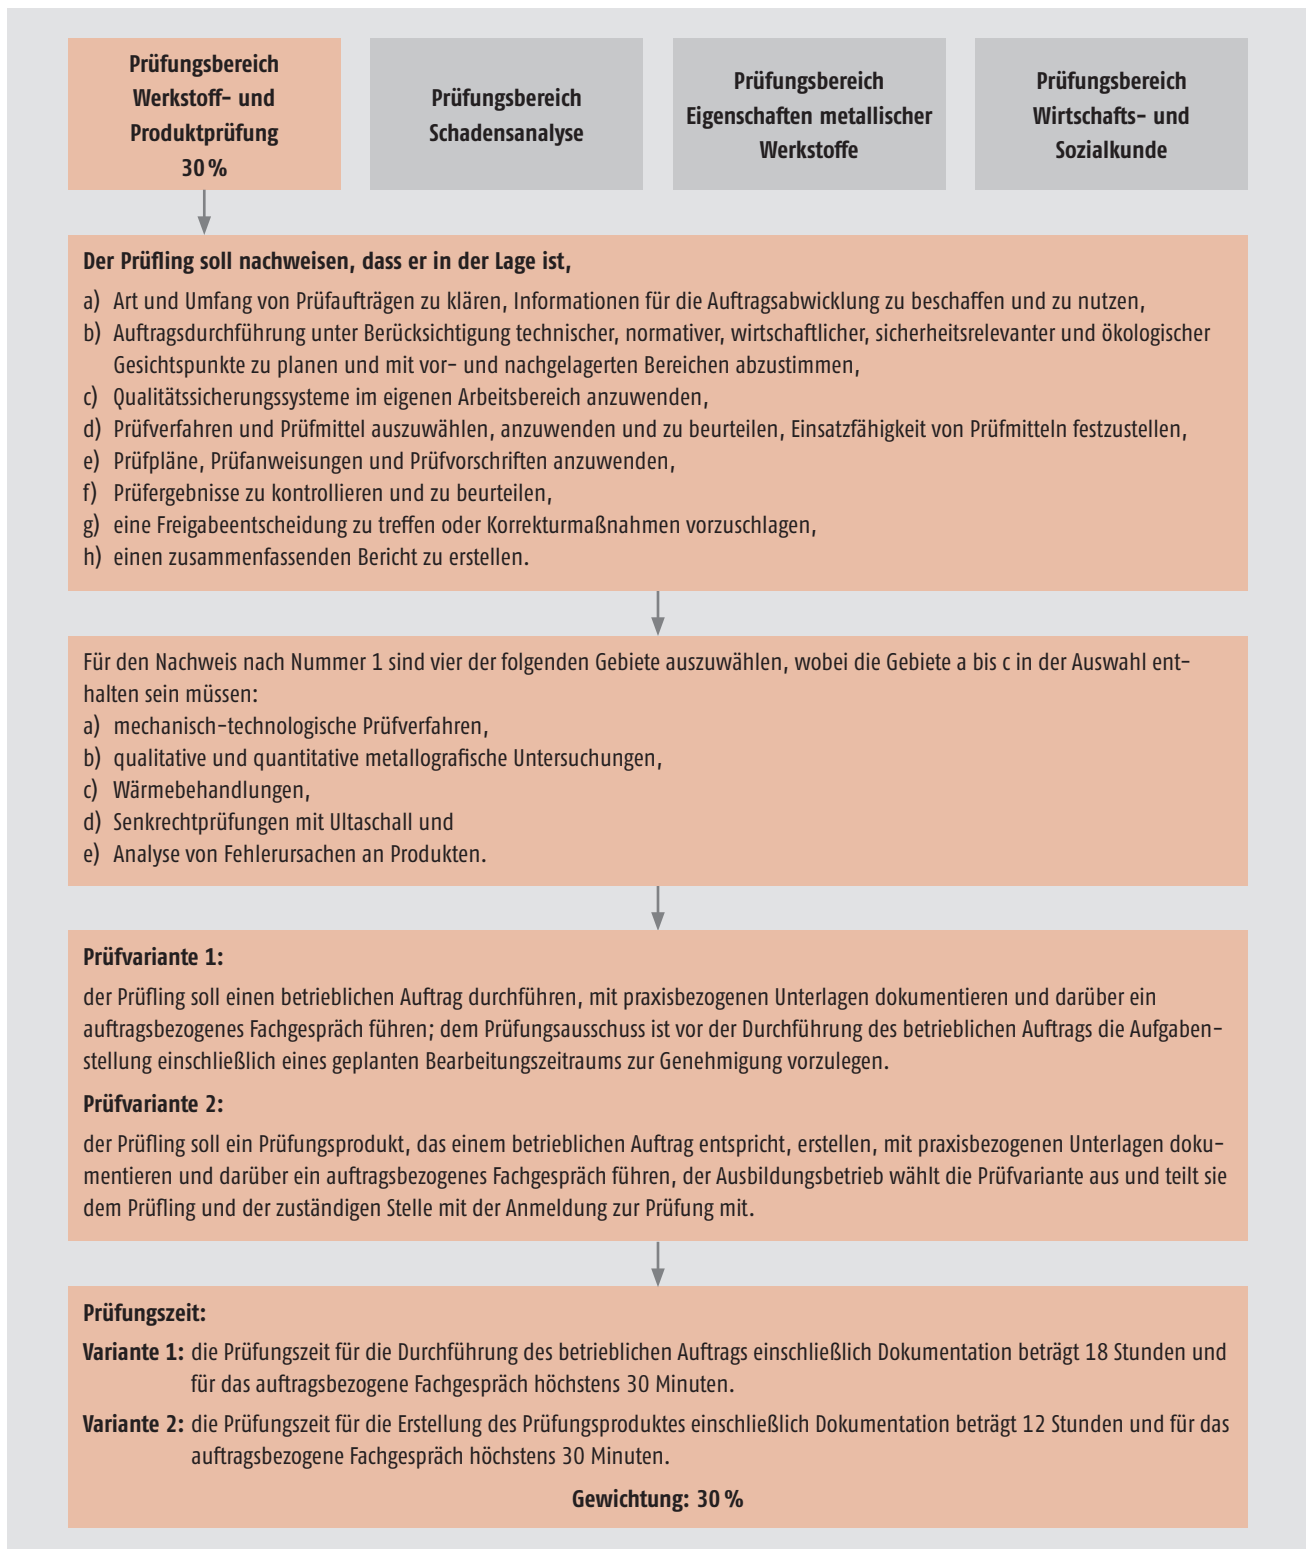 Prüfungsbereich
Werkstoff- und
Produktprüfung
30 %
Prüfungsbereich
Schadensanalyse
Prüfungsbereich
Eigenschaften metallischer
Werkstoffe
Prüfungsbereich
Wirtschafts- und
Sozialkunde
Der Prüfling soll nachweisen, dass er in der Lage ist,
a) Art und Umfang von Prüfaufträgen zu klären, Informationen für die Auftragsabwicklung zu beschaffen und zu nutzen,
b) Auftragsdurchführung unter Berücksichtigung technischer, normativer, wirtschaftlicher, sicherheitsrelevanter und ökologischer
Gesichtspunkte zu planen und mit vor- und nachgelagerten Bereichen abzustimmen,
c) Qualitätssicherungssysteme im eigenen Arbeitsbereich anzuwenden,
d) Prüfverfahren und Prüfmittel auszuwählen, anzuwenden und zu beurteilen, Einsatzfähigkeit von Prüfmitteln festzustellen,
e) Prüfpläne, Prüfanweisungen und Prüfvorschriften anzuwenden,
f) Prüfergebnisse zu kontrollieren und zu beurteilen,
g) eine Freigabeentscheidung zu treffen oder Korrekturmaßnahmen vorzuschlagen,
h) einen zusammenfassenden Bericht zu erstellen.
Für den Nachweis nach Nummer 1 sind vier der folgenden Gebiete auszuwählen, wobei die Gebiete a bis c in der Auswahl ent-
halten sein müssen:
a) mechanisch-technologische Prüfverfahren,
b) qualitative und quantitative metallografische Untersuchungen,
c) Wärmebehandlungen,
d) Senkrechtprüfungen mit Ultaschall und
e) Analyse von Fehlerursachen an Produkten.
Prüfvariante 1:
der Prüfling soll einen betrieblichen Auftrag durchführen, mit praxisbezogenen Unterlagen dokumentieren und darüber ein
auftragsbezogenes Fachgespräch führen; dem Prüfungsausschuss ist vor der Durchführung des betrieblichen Auftrags die Aufgaben-
stellung einschließlich eines geplanten Bearbeitungszeitraums zur Genehmigung vorzulegen.
Prüfvariante 2:
der Prüfling soll ein Prüfungsprodukt, das einem betrieblichen Auftrag entspricht, erstellen, mit praxisbezogenen Unterlagen doku-
mentieren und darüber ein auftragsbezogenes Fachgespräch führen, der Ausbildungsbetrieb wählt die Prüfvariante aus und teilt sie
dem Prüfling und der zuständigen Stelle mit der Anmeldung zur Prüfung mit.
Prüfungszeit:
Variante 1: die Prüfungszeit für die Durchführung des betrieblichen Auftrags einschließlich Dokumentation beträgt 18 Stunden und
für das auftragsbezogene Fachgespräch höchstens 30 Minuten.
Variante 2: die Prüfungszeit für die Erstellung des Prüfungsproduktes einschließlich Dokumentation beträgt 12 Stunden und für das
auftragsbezogene Fachgespräch höchstens 30 Minuten.
Gewichtung: 30 %